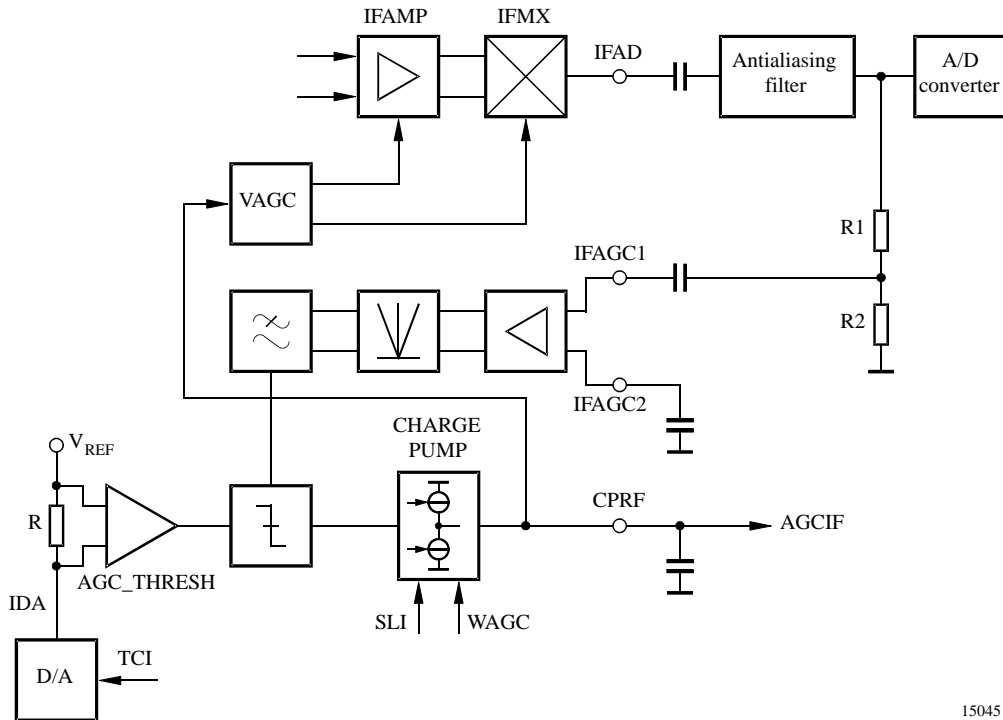 IFAMP
IFMX
IFAD
Antialiasing
filter
A/D
converter
VAGC
R1
IFAGC1
R2
IFAGC2
CHARGE
PUMP
VREF
R
CPRF
AGCIF
AGC_THRESH
IDA
SLI
WAGC
TCI
D/A
15045